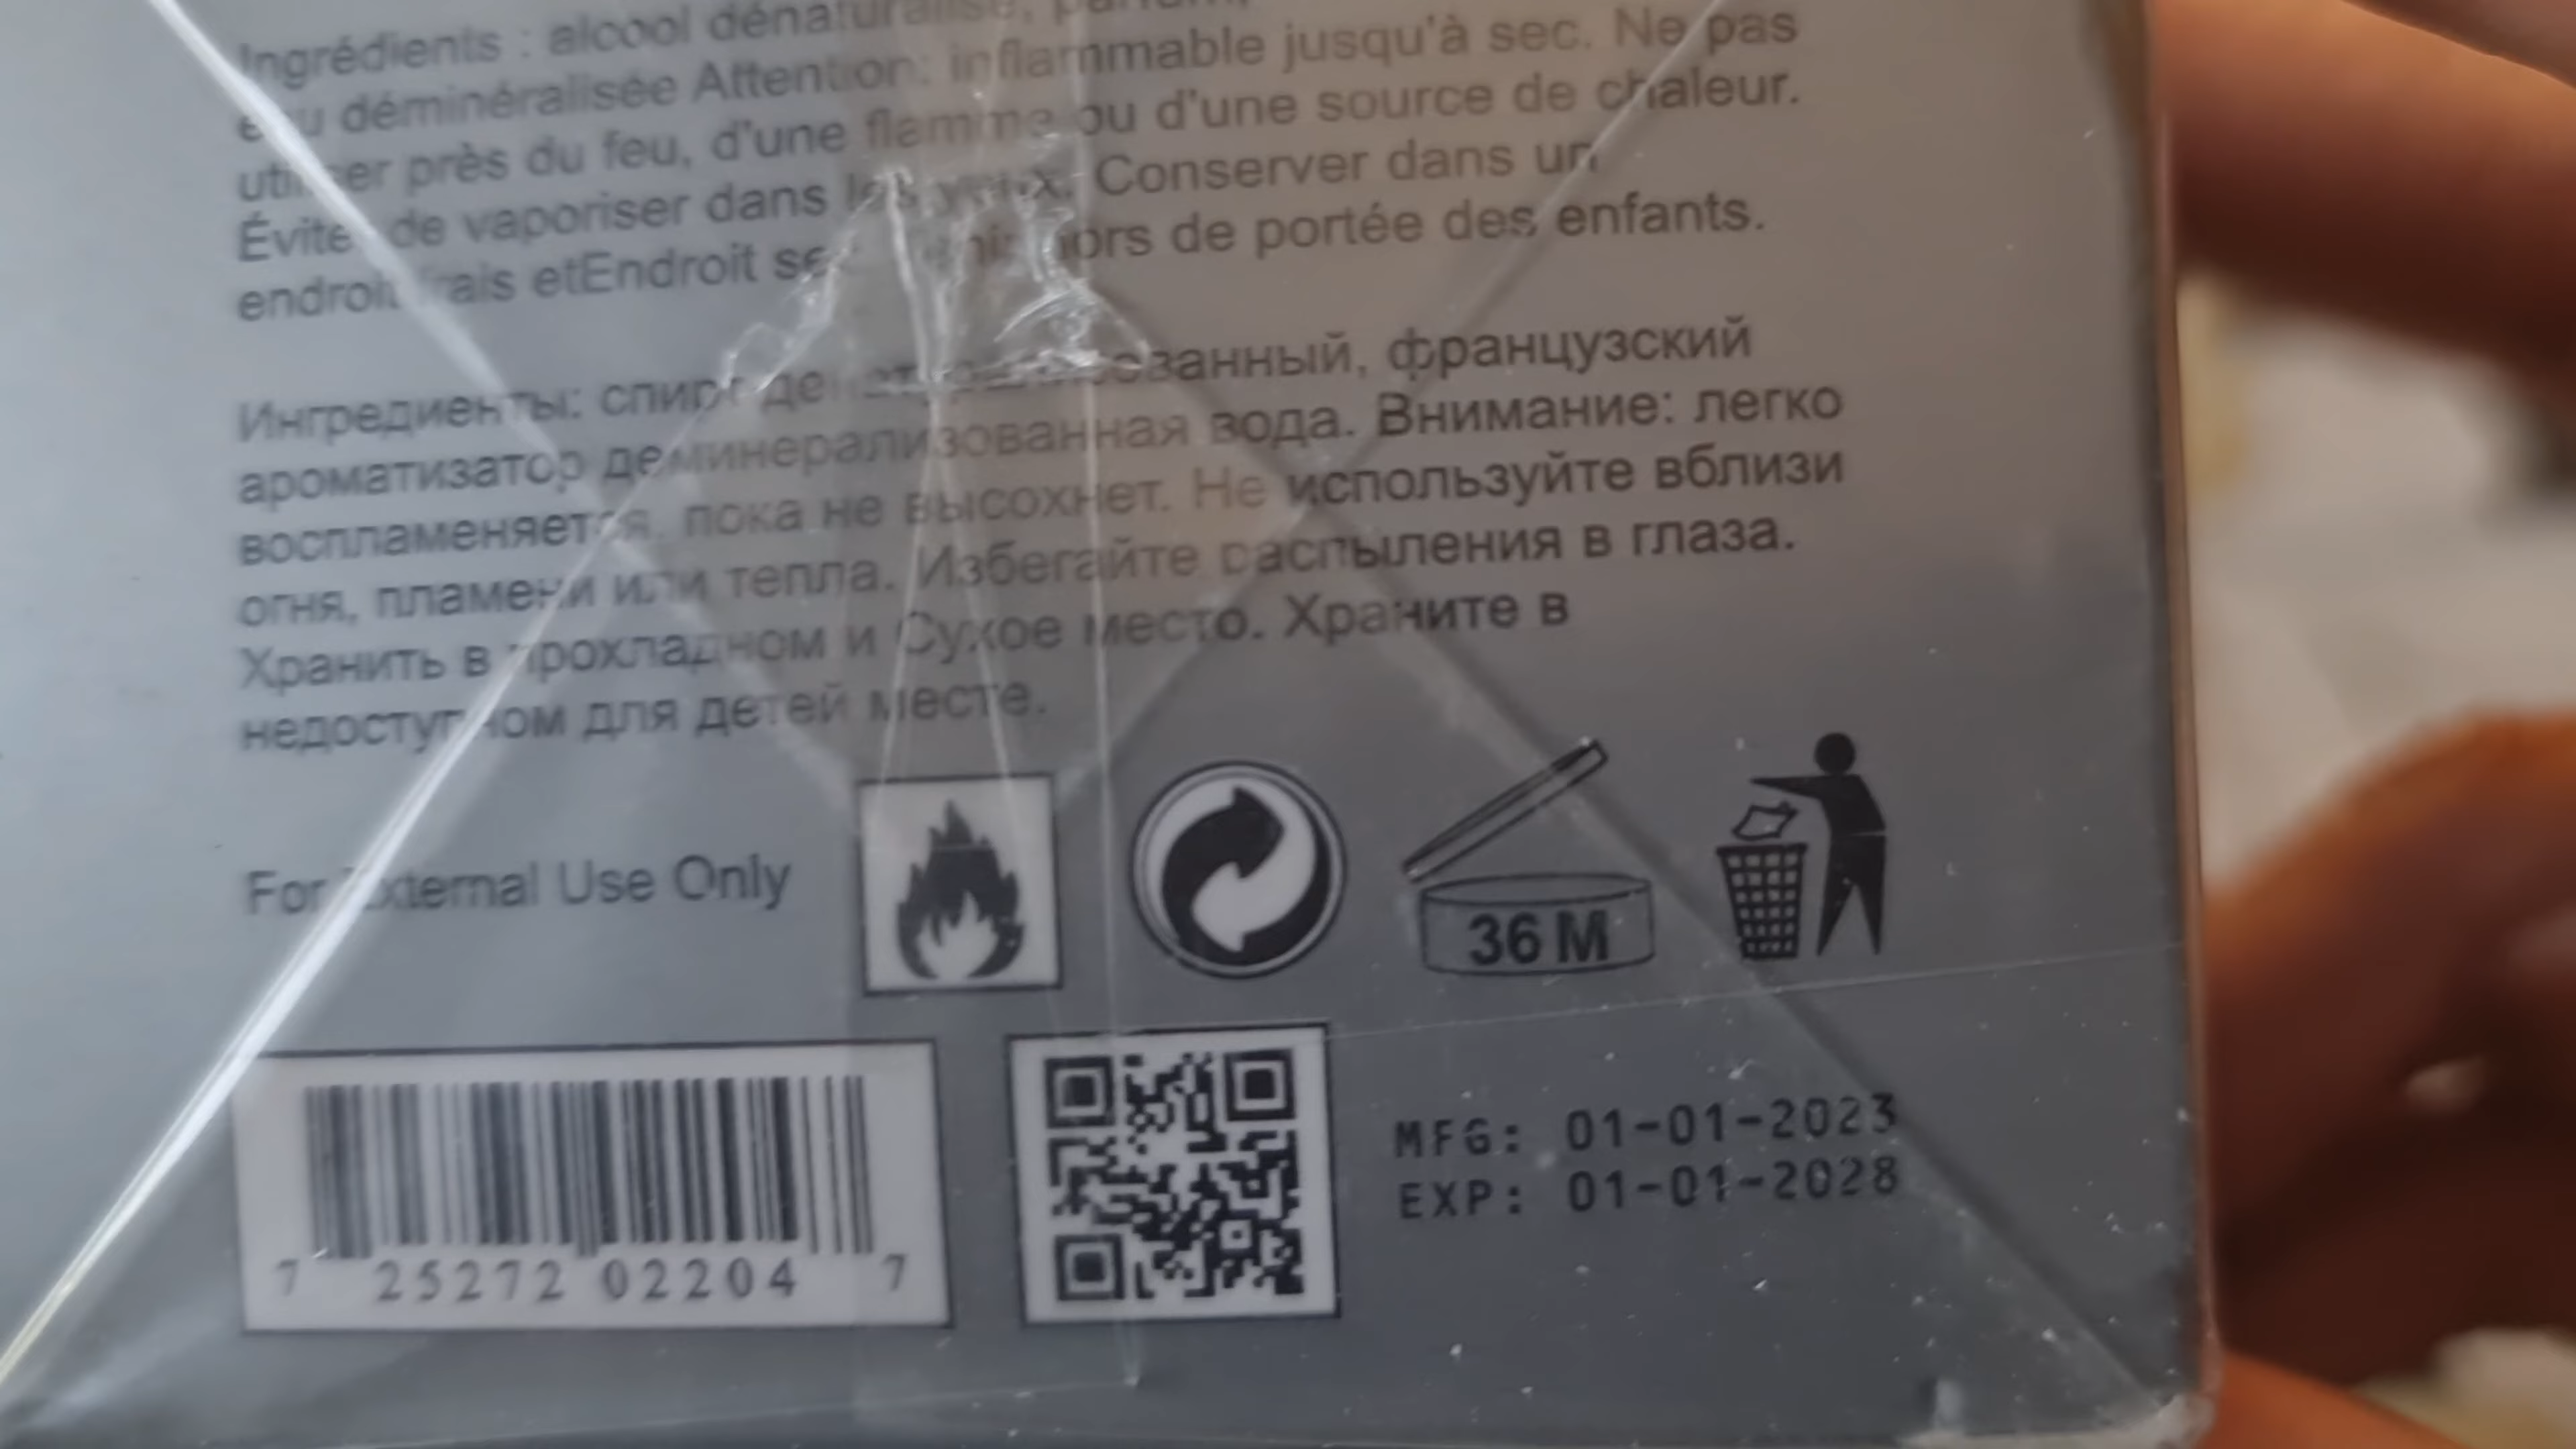 Ingrédients : alcool dénaturalisé, parfum,
eau déminéralisée Attention: inflammable jusqu'à sec. Ne pas
utiliser près du feu, d'une flamme ou d'une source de chaleur.
Évitez de vaporiser dans les yeux. Conserver dans un
endroit frais etEndroit sec hors de portée des enfants.
Ингредиенты: спирт французский
ароматизатор деминерализованная вода. Внимание: легко
воспламеняется, пока не высохнет. Не используйте вблизи
огня, пламени или тепла. Избегайте распыления в глаза.
Хранить в прохладном и Сухое место. Храните в
недоступном для детей месте.
For External Use Only
36 M
7 25272 02204 7
MFG: 01-01-2023
EXP: 01-01-2028